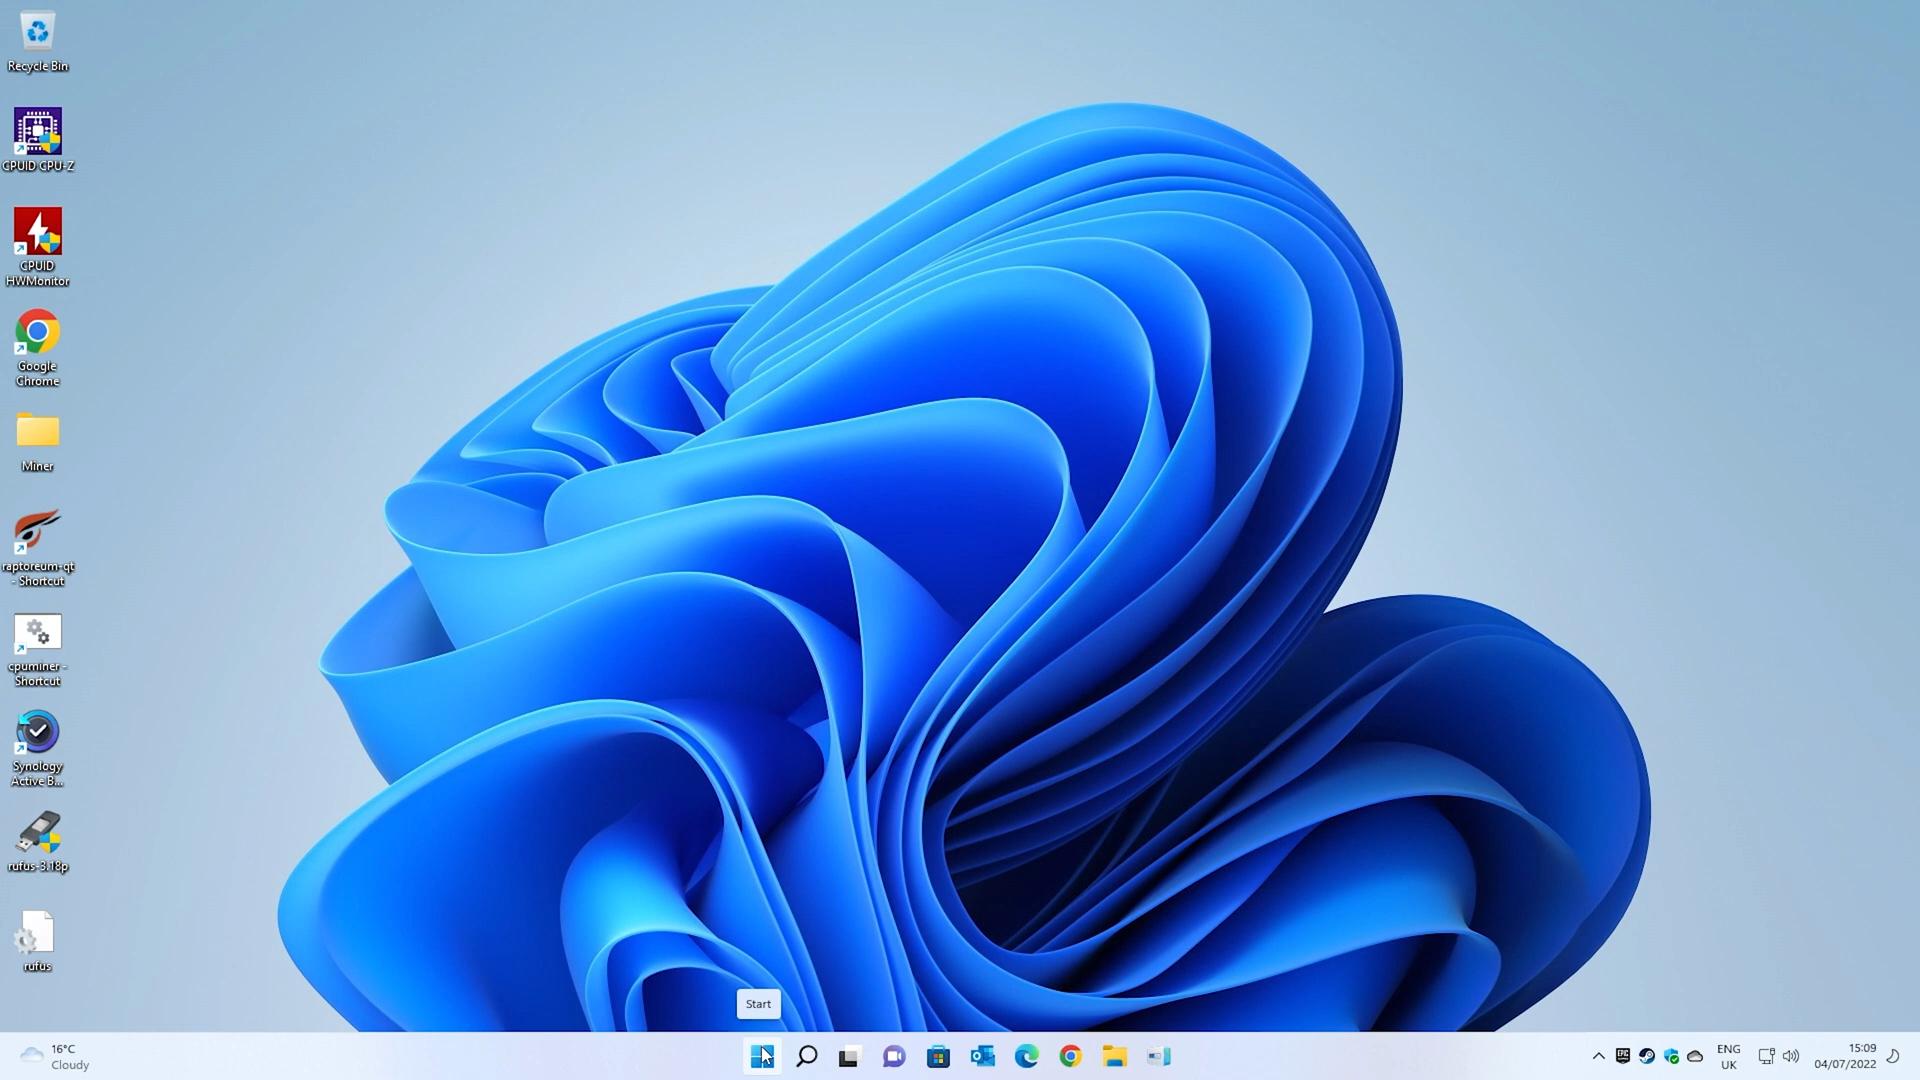 Recycle Bin
CPUID CPU-Z
CPUID
HWMonitor
Google
Chrome
Miner
raptoreum-qt
- Shortcut
cpuminer -
Shortcut
Synology
Active B...
rufus-3.18p
rufus
Start
16°C
Cloudy
EPIC
ENG
UK
15:09
04/07/2022